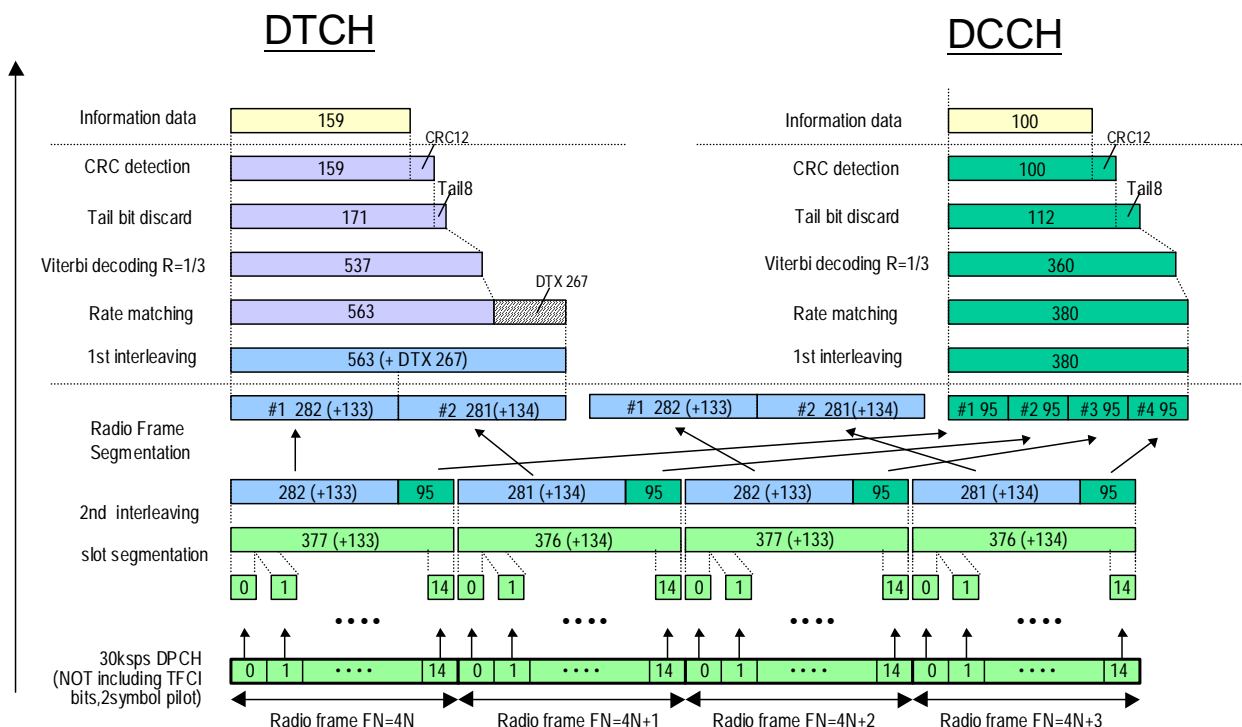 DTCH DCCH
Information data 159 Information data 100
CRC12 CRC12
CRC detection 159 CRC detection 100
Tail8 Tail8
Tail bit discard 171 Tail bit discard 112
Viterbi decoding R=1/3 537 Viterbi decoding R=1/3 360
DTX 267
Rate matching 563 Rate matching 380
1st interleaving 563 (+ DTX 267) 1st interleaving 380
#1 282 (+133) #2 281(+134) #1 282 (+133) #2 281(+134) #1 95 #2 95 #3 95 #4 95
Radio Frame
Segmentation
282 (+133) 95 281 (+134) 95 282 (+133) 95 281 (+134) 95
2nd interleaving
377 (+133) 376 (+134) 377 (+133) 376 (+134)
slot segmentation
0 1 14 0 1 14 0 1 14 0 1 14
•••• •••• •••• ••••
30ksps DPCH
(NOT including TFCI
bits,2symbol pilot)
0 1 •••• 14 0 1 •••• 14 0 1 •••• 14 0 1 •••• 14
Radio frame FN=4N Radio frame FN=4N+1 Radio frame FN=4N+2 Radio frame FN=4N+3